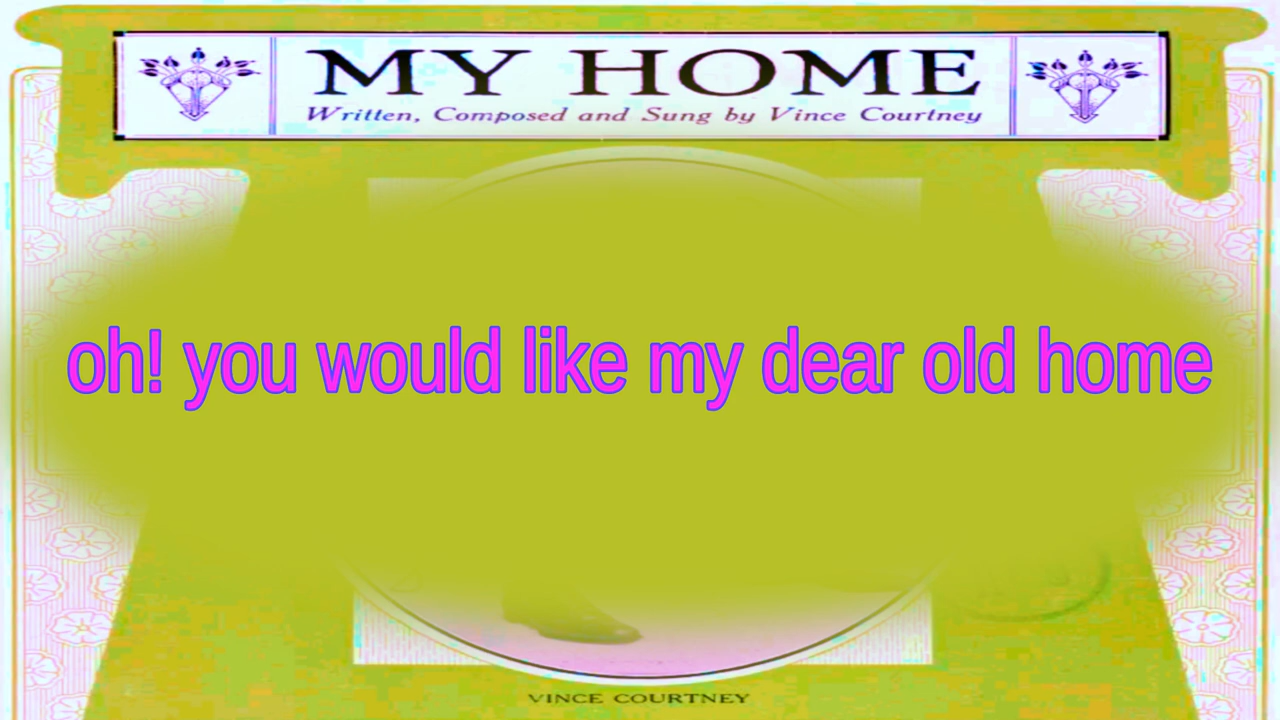 MY HOME
Written, Composed and Sung by Vince Courtney
oh! you would like my dear old home
VINCE COURTNEY